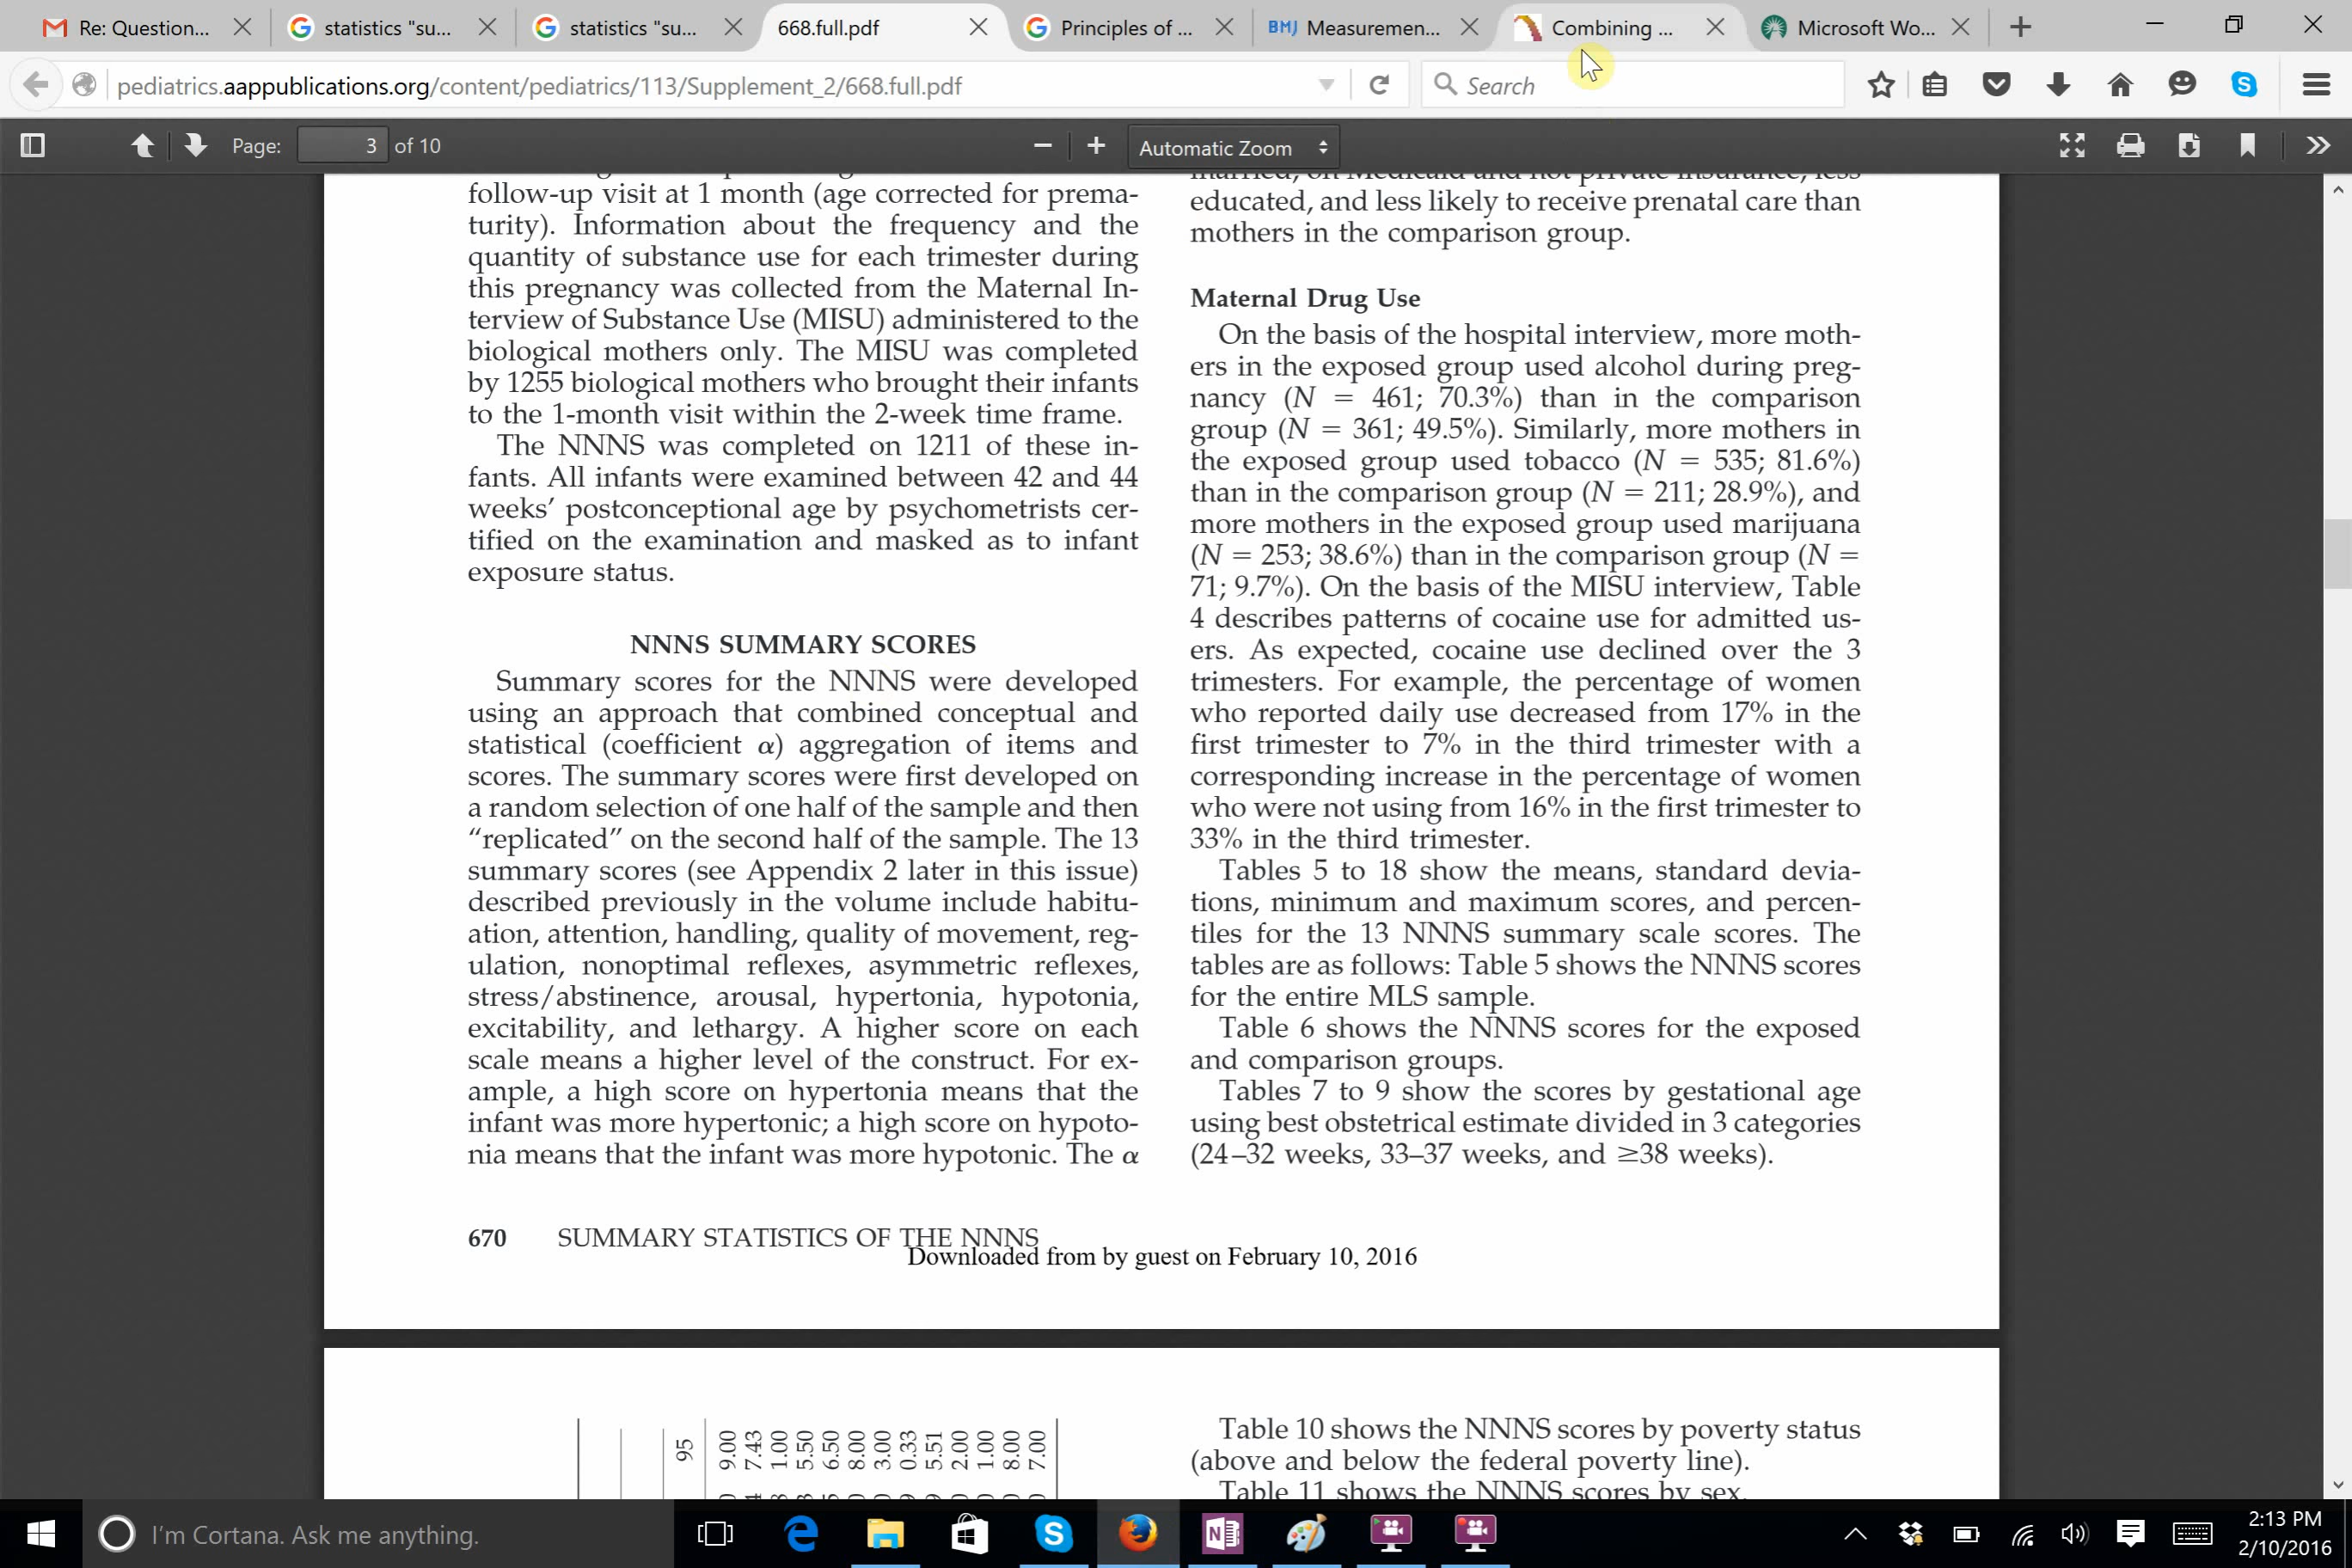 Re: Question...
statistics "su...
statistics "su...
668.full.pdf
Principles of ...
BMJ Measuremen...
Combining ...
Microsoft Wo...
pediatrics.aappublications.org/content/pediatrics/113/Supplement_2/668.full.pdf
Search
Page: 3 of 10
Automatic Zoom
follow-up visit at 1 month (age corrected for prema-
turity). Information about the frequency and the
quantity of substance use for each trimester during
this pregnancy was collected from the Maternal In-
terview of Substance Use (MISU) administered to the
biological mothers only. The MISU was completed
by 1255 biological mothers who brought their infants
to the 1-month visit within the 2-week time frame.
The NNNS was completed on 1211 of these in-
fants. All infants were examined between 42 and 44
weeks’ postconceptional age by psychometrists cer-
tified on the examination and masked as to infant
exposure status.
NNNS SUMMARY SCORES
Summary scores for the NNNS were developed
using an approach that combined conceptual and
statistical (coefficient α) aggregation of items and
scores. The summary scores were first developed on
a random selection of one half of the sample and then
“replicated” on the second half of the sample. The 13
summary scores (see Appendix 2 later in this issue)
described previously in the volume include habitu-
ation, attention, handling, quality of movement, reg-
ulation, nonoptimal reflexes, asymmetric reflexes,
stress/abstinence, arousal, hypertonia, hypotonia,
excitability, and lethargy. A higher score on each
scale means a higher level of the construct. For ex-
ample, a high score on hypertonia means that the
infant was more hypertonic; a high score on hypoto-
nia means that the infant was more hypotonic. The α
married, on Medicaid and not private insurance, less
educated, and less likely to receive prenatal care than
mothers in the comparison group.
Maternal Drug Use
On the basis of the hospital interview, more moth-
ers in the exposed group used alcohol during preg-
nancy (N = 461; 70.3%) than in the comparison
group (N = 361; 49.5%). Similarly, more mothers in
the exposed group used tobacco (N = 535; 81.6%)
than in the comparison group (N = 211; 28.9%), and
more mothers in the exposed group used marijuana
(N = 253; 38.6%) than in the comparison group (N =
71; 9.7%). On the basis of the MISU interview, Table
4 describes patterns of cocaine use for admitted us-
ers. As expected, cocaine use declined over the 3
trimesters. For example, the percentage of women
who reported daily use decreased from 17% in the
first trimester to 7% in the third trimester with a
corresponding increase in the percentage of women
who were not using from 16% in the first trimester to
33% in the third trimester.
Tables 5 to 18 show the means, standard devia-
tions, minimum and maximum scores, and percen-
tiles for the 13 NNNS summary scale scores. The
tables are as follows: Table 5 shows the NNNS scores
for the entire MLS sample.
Table 6 shows the NNNS scores for the exposed
and comparison groups.
Tables 7 to 9 show the scores by gestational age
using best obstetrical estimate divided in 3 categories
(24–32 weeks, 33–37 weeks, and ≥38 weeks).
670 SUMMARY STATISTICS OF THE NNNS
Downloaded from by guest on February 10, 2016
95
9.00
7.43
1.00
5.50
6.50
8.00
3.00
0.33
5.51
2.00
1.00
8.00
7.00
Table 10 shows the NNNS scores by poverty status
(above and below the federal poverty line).
Table 11 shows the NNNS scores by sex.
I'm Cortana. Ask me anything.
2:13 PM
2/10/2016